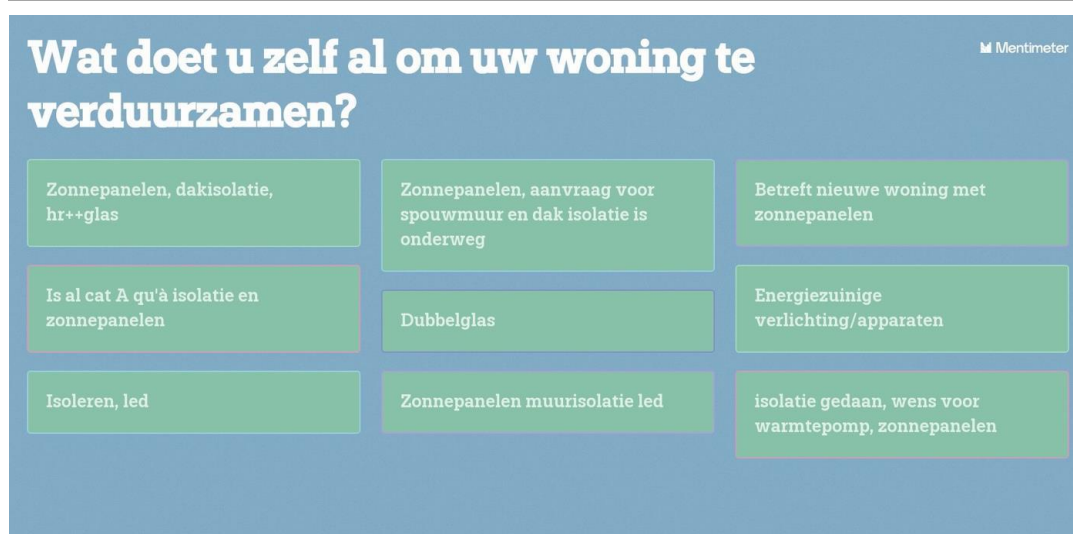 Wat doet u zelf al om uw woning te
verduurzamen?
Mentimeter
Zonnepanelen, dakisolatie,
hr++glas
Is al cat A qu'à isolatie en
zonnepanelen
Isoleren, led
Zonnepanelen, aanvraag voor
spouwmuur en dak isolatie is
onderweg
Dubbelglas
Zonnepanelen muurisolatie led
Betreft nieuwe woning met
zonnepanelen
Energiezuinige
verlichting/apparaten
isolatie gedaan, wens voor
warmtepomp, zonnepanelen